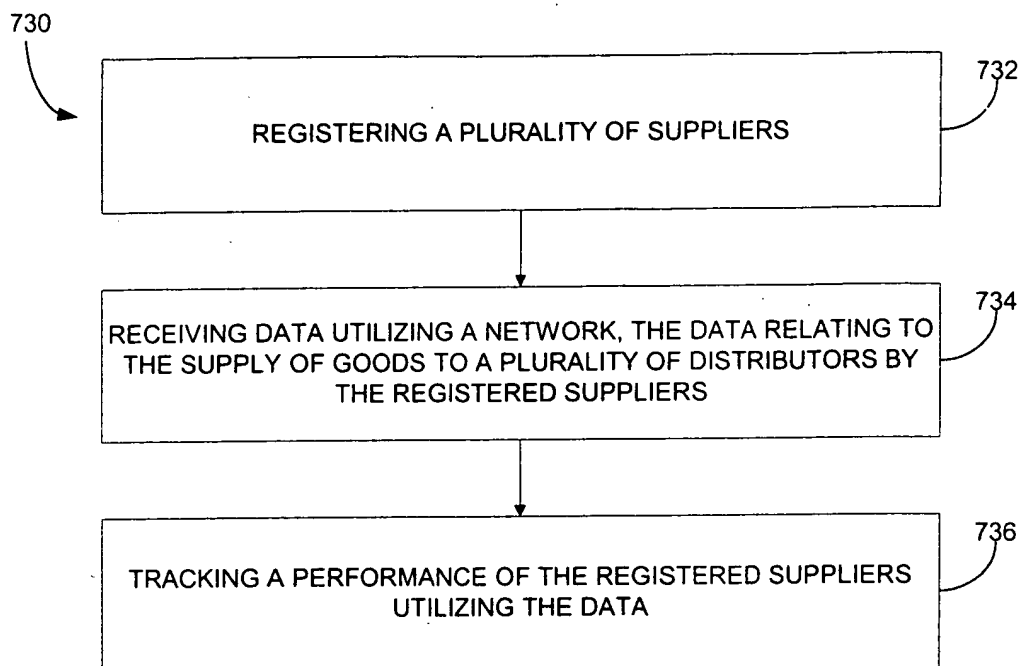 730
732
REGISTERING A PLURALITY OF SUPPLIERS
734
RECEIVING DATA UTILIZING A NETWORK, THE DATA RELATING TO
THE SUPPLY OF GOODS TO A PLURALITY OF DISTRIBUTORS BY
THE REGISTERED SUPPLIERS
736
TRACKING A PERFORMANCE OF THE REGISTERED SUPPLIERS
UTILIZING THE DATA